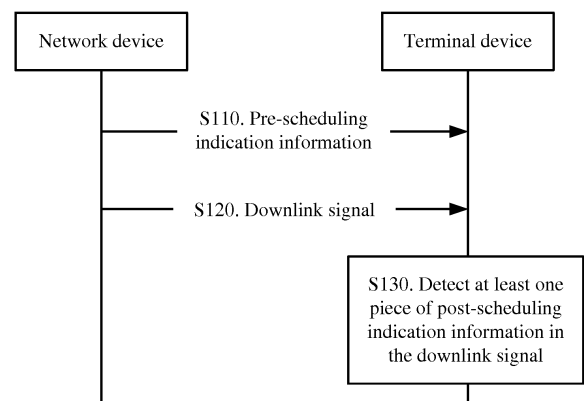 Network device
Terminal device
S110. Pre-scheduling
indication information
S120. Downlink signal
S130. Detect at least one
piece of post-scheduling
indication information in
the downlink signal